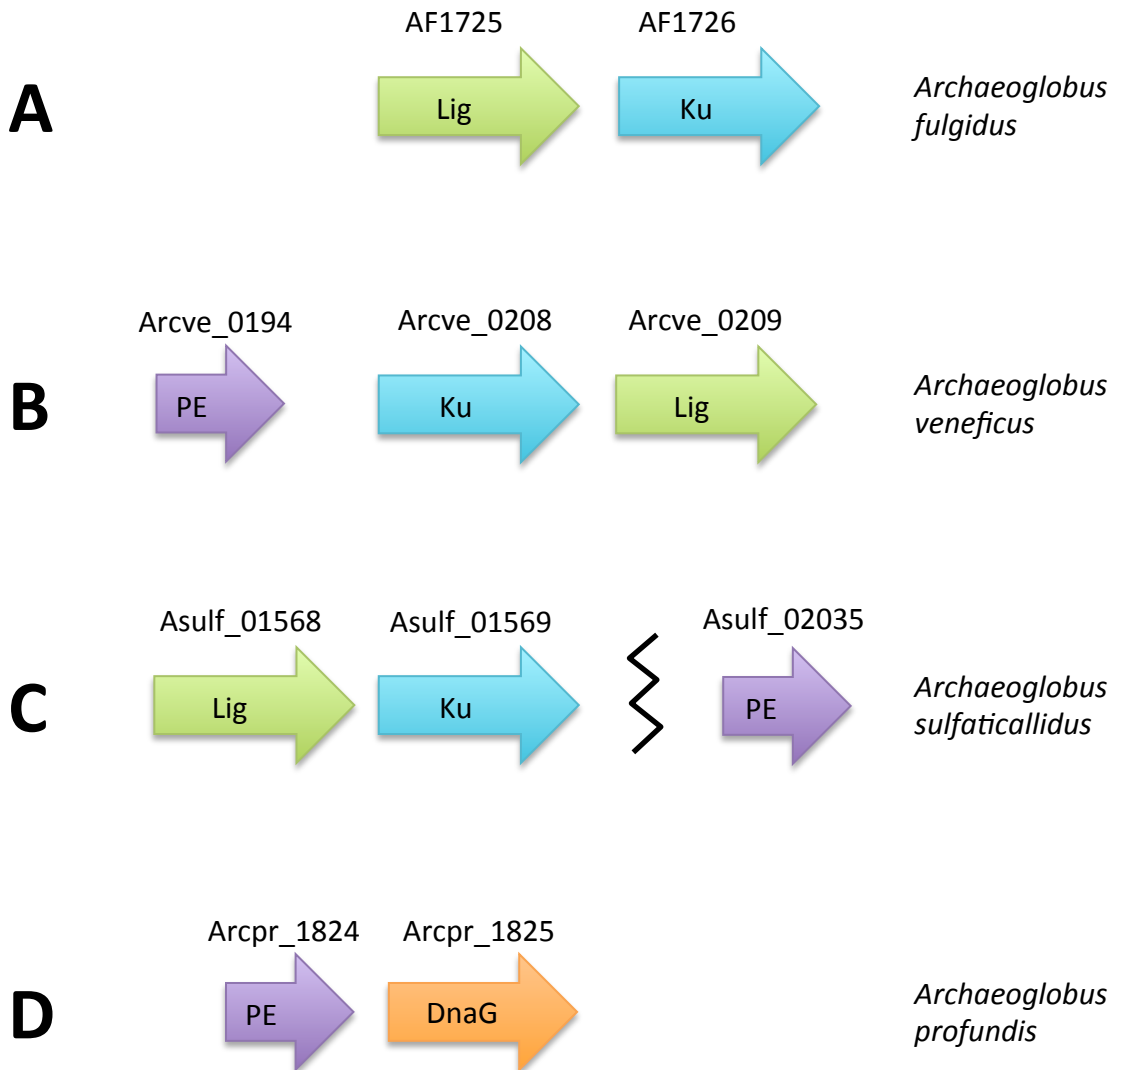 AF1725 AF1726
A Lig Ku Archaeoglobus
fulgidus
Arcve_0194 Arcve_0208 Arcve_0209
B PE Ku Lig Archaeoglobus
veneficus
Asulf_01568 Asulf_01569 Asulf_02035
C Lig Ku PE Archaeoglobus
sulfaticallidus
Arcpr_1824 Arcpr_1825
D PE DnaG Archaeoglobus
profundis